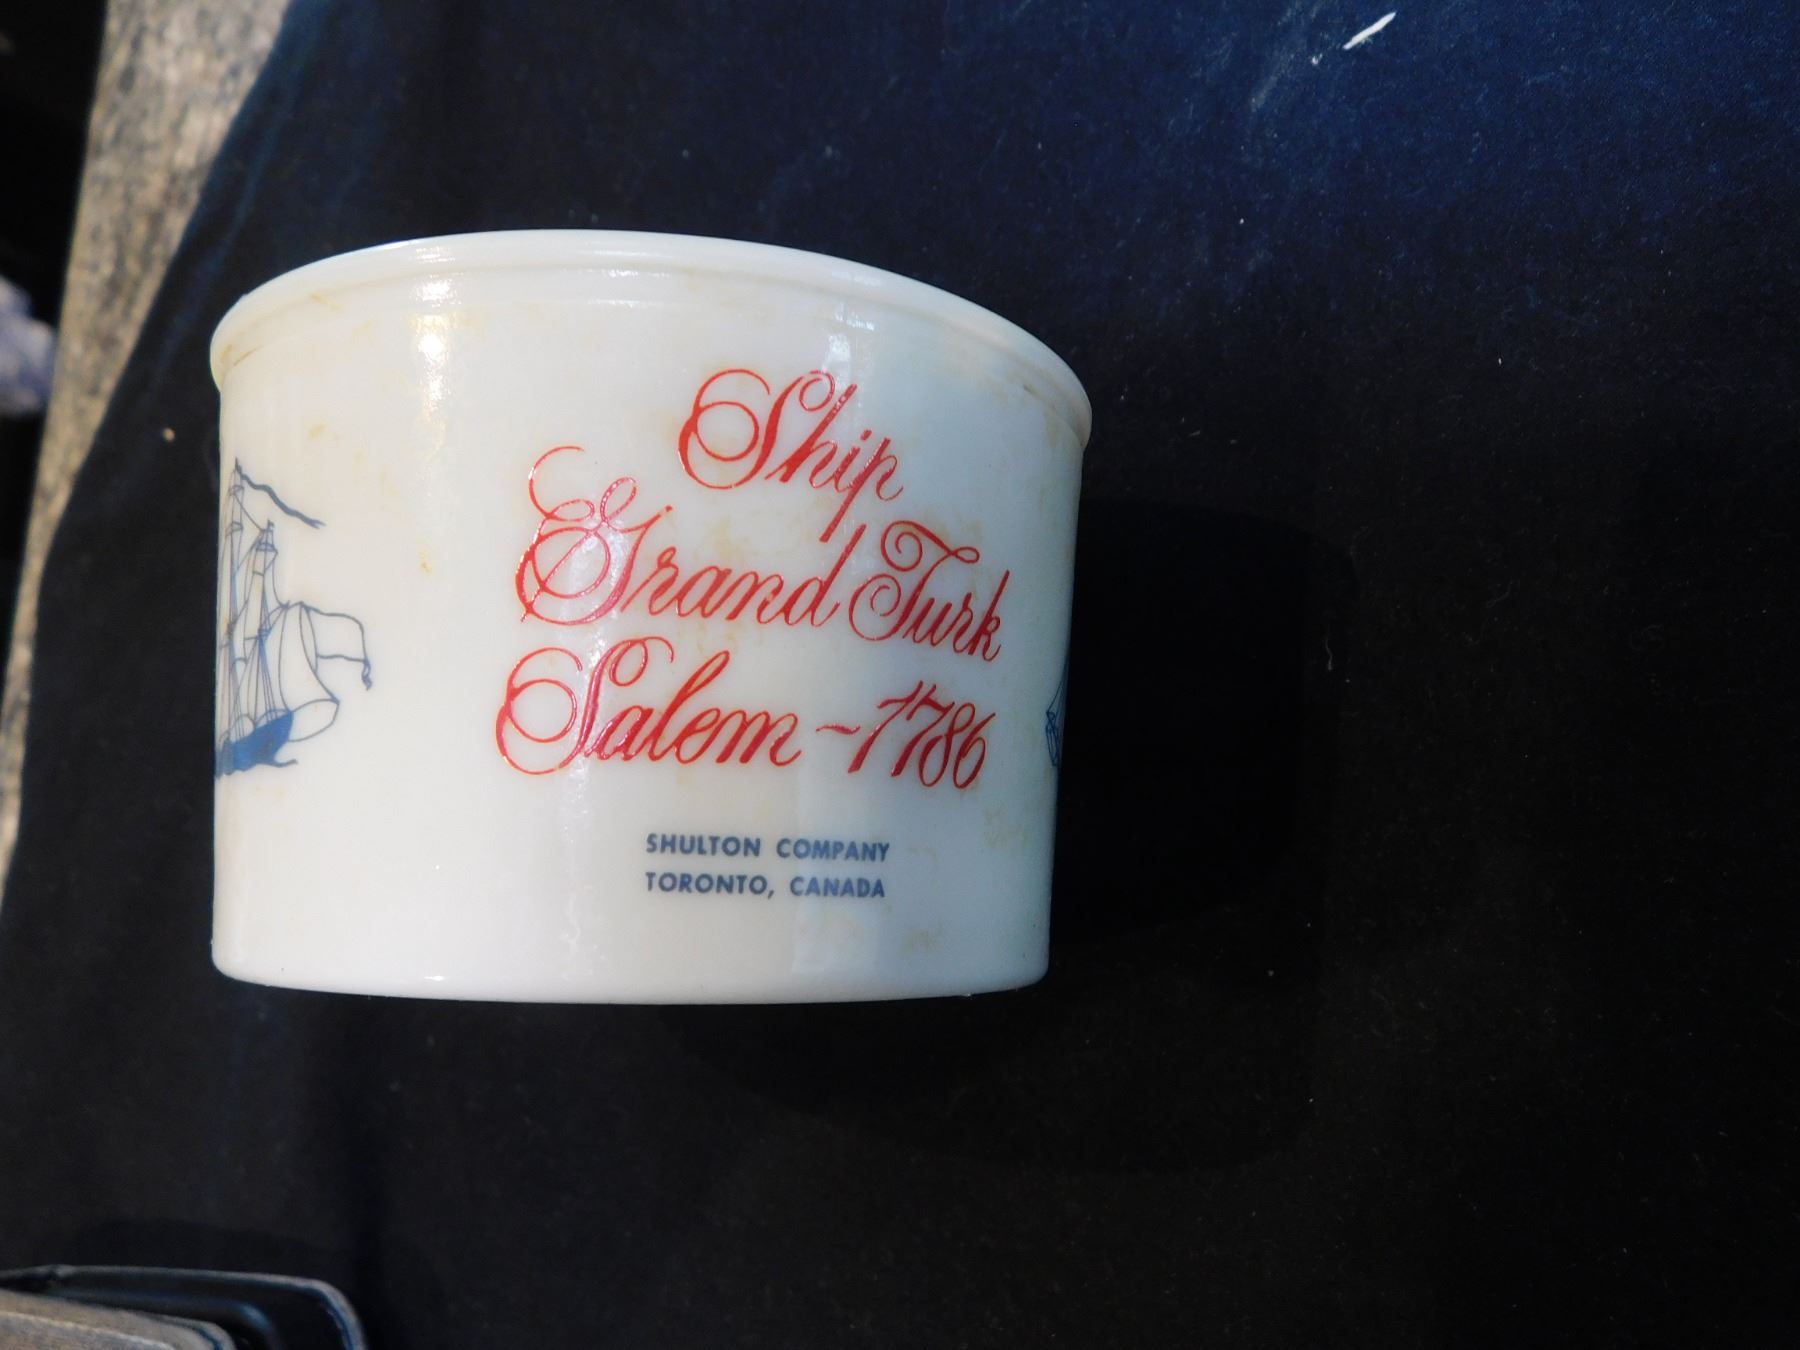 Ship
Grand Turk
Salem ~ 1786
SHULTON COMPANY
TORONTO, CANADA